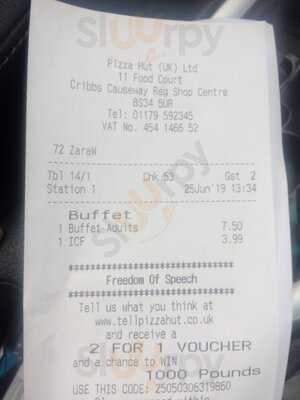 Slurrpy
Pizza Hut (UK) Ltd
11 Food Court
Cribbs Causeway Reg Shop Centre
BS34 5UR
Tel: 01179 592345
VAT No. 454 1466 52
72 ZaraW
Tbl 14/1 Chk 53 Gst 2
Station 1 25Jun'19 13:34
Buffet
1 Buffet Adults 7.50
1 ICF 3.99
Freedom Of Speech
Tell us what you think at
www.tellpizzahut.co.uk
and receive a
2 FOR 1 VOUCHER
and a chance to WIN
1000 Pounds
USE THIS CODE: 25050306319860